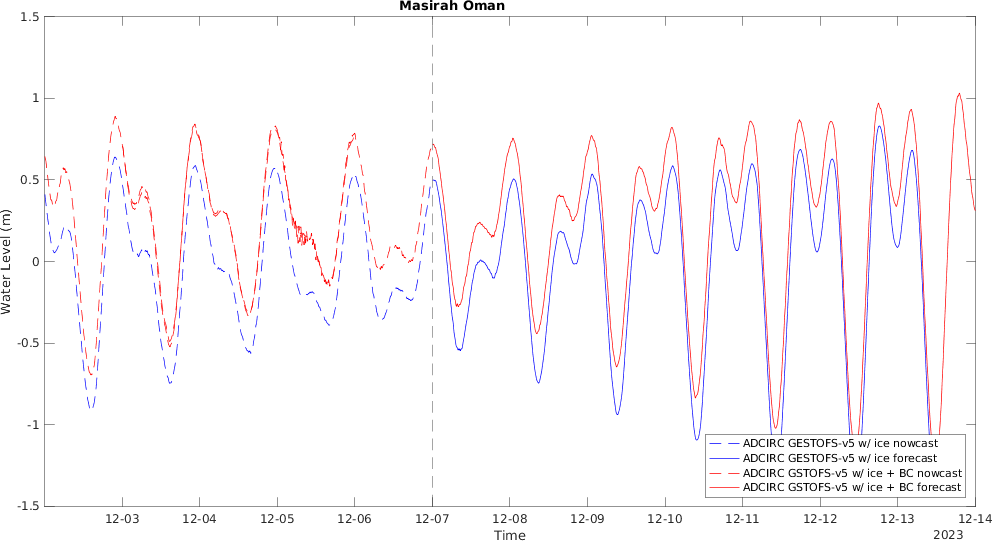 Masirah Oman
1.5
1
0.5
0
-0.5
-1
-1.5
Water Level (m)
ADCIRC GESTOFS-v5 w/ ice nowcast
ADCIRC GESTOFS-v5 w/ ice forecast
ADCIRC GSTOFS-v5 w/ ice + BC nowcast
ADCIRC GSTOFS-v5 w/ ice + BC forecast
12-03 12-04 12-05 12-06 12-07 12-08 12-09 12-10 12-11 12-12 12-13 12-14
Time
2023